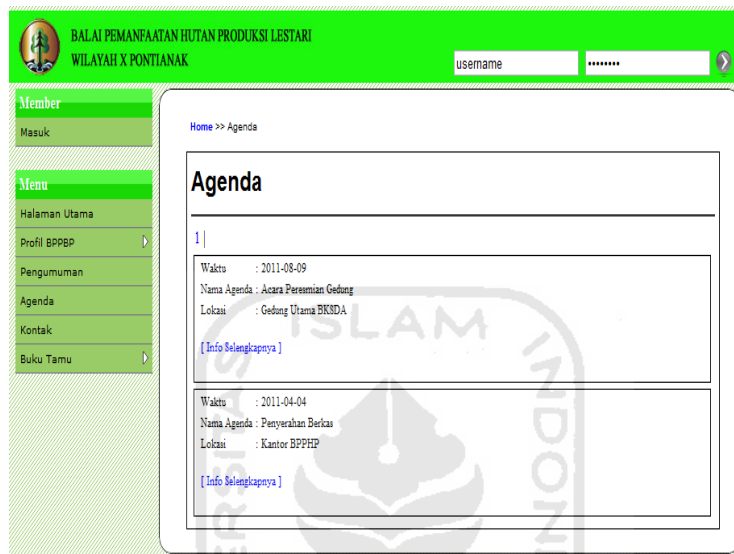 BALAI PEMANFAATAN HUTAN PRODUKSI LESTARI
WILAYAH X PONTIANAK
username
••••••••
Member
Masuk
Menu
Halaman Utama
Profil BPPBP
Pengumuman
Agenda
Kontak
Buku Tamu
Home >> Agenda
Agenda
1 |
Waktu : 2011-08-09
Nama Agenda : Acara Peresmian Gedung
Lokasi : Gedung Utama BKSDA
[ Info Selengkapnya ]
Waktu : 2011-04-04
Nama Agenda : Penyerahan Berkas
Lokasi : Kantor BPPHP
[ Info Selengkapnya ]
ISLAM